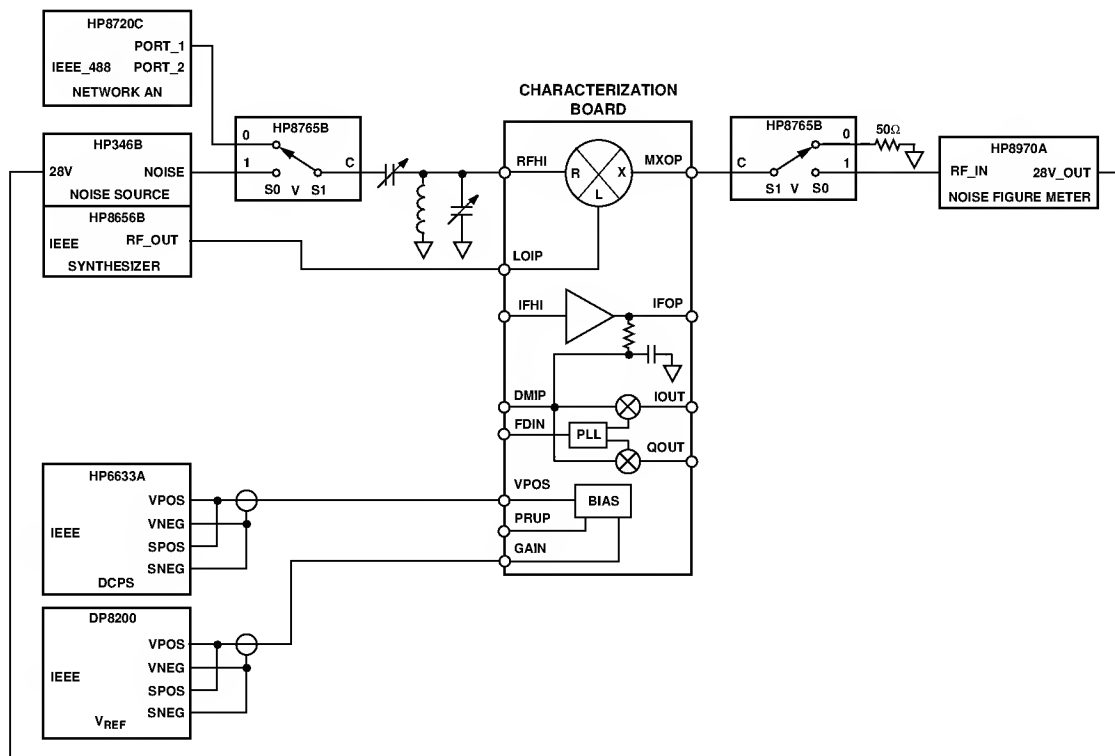 HP8720C
PORT_1
IEEE_488 PORT_2
NETWORK AN
HP346B
28V NOISE
NOISE SOURCE
HP8656B
IEEE RF_OUT
SYNTHESIZER
HP8765B
0
1 C
S0 V S1
CHARACTERIZATION
BOARD
RFHI R X MXOP
L
LOIP
IFHI IFOP
DMIP IOUT
FDIN PLL
QOUT
VPOS
BIAS
PRUP
GAIN
HP8765B
0
C 1
S1 V S0
50Ω
HP8970A
RF_IN 28V_OUT
NOISE FIGURE METER
HP6633A
VPOS
VNEG
IEEE
SPOS
SNEG
DCPS
DP8200
VPOS
VNEG
IEEE
SPOS
SNEG
VREF